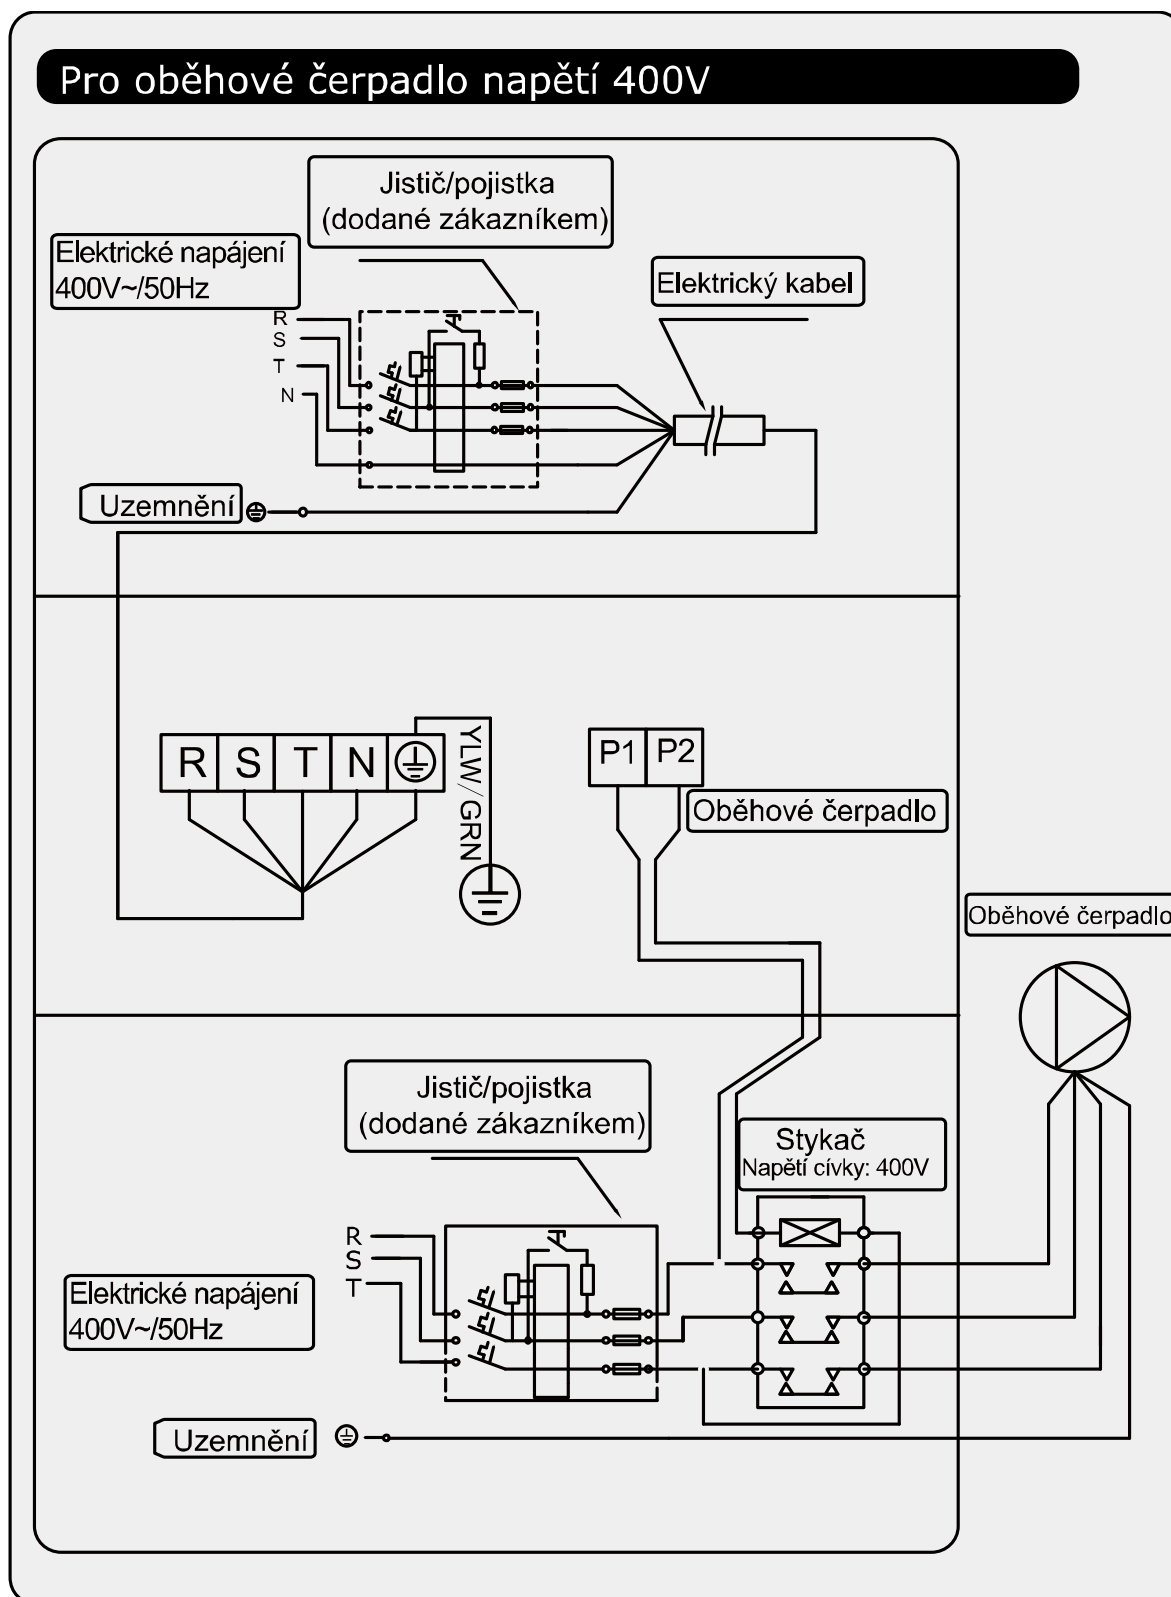 Pro oběhové čerpadlo napětí 400V
Jistič/pojistka
(dodané zákazníkem)
Elektrické napájení
400V~/50Hz
Elektrický kabel
R
S
T
N
Uzemnění
R S T N
YLW/GRN
P1 P2
Oběhové čerpadlo
Oběhové čerpadlo
Jistič/pojistka
(dodané zákazníkem)
Stykač
Napětí cívky: 400V
R
S
T
Elektrické napájení
400V~/50Hz
Uzemnění